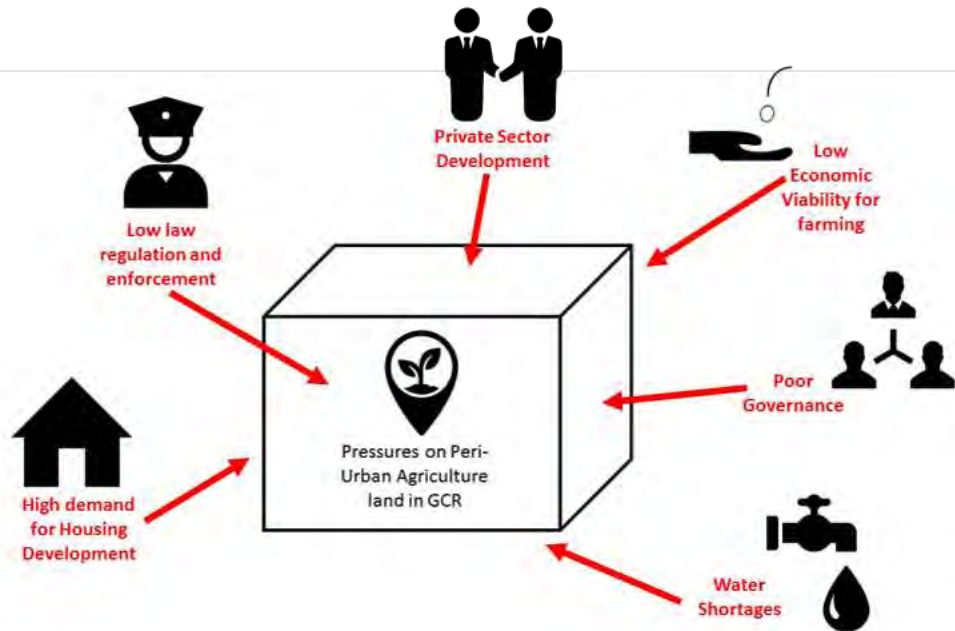 Private Sector
Development
Low
Economic
Viability for
farming
Low law
regulation and
enforcement
Poor
Governance
Pressures on Peri-
Urban Agriculture
land in GCR
High demand
for Housing
Development
Water
Shortages